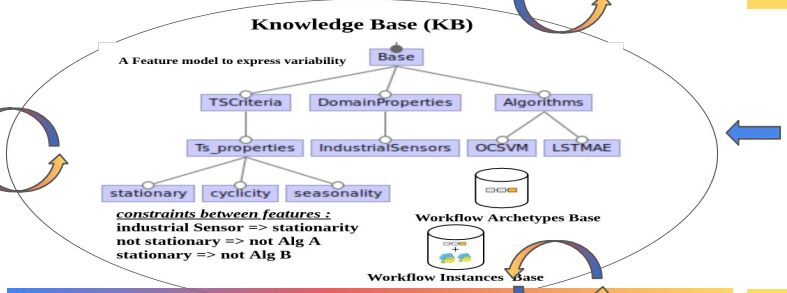 Knowledge Base (KB)
A Feature model to express variability
Base
TSCriteria
DomainProperties
Algorithms
Ts_properties
IndustrialSensors
OCSVM
LSTMAE
stationary
cyclicity
seasonality
constraints between features :
industrial Sensor => stationarity
not stationary => not Alg A
stationary => not Alg B
Workflow Archetypes Base
+
Workflow Instances Base